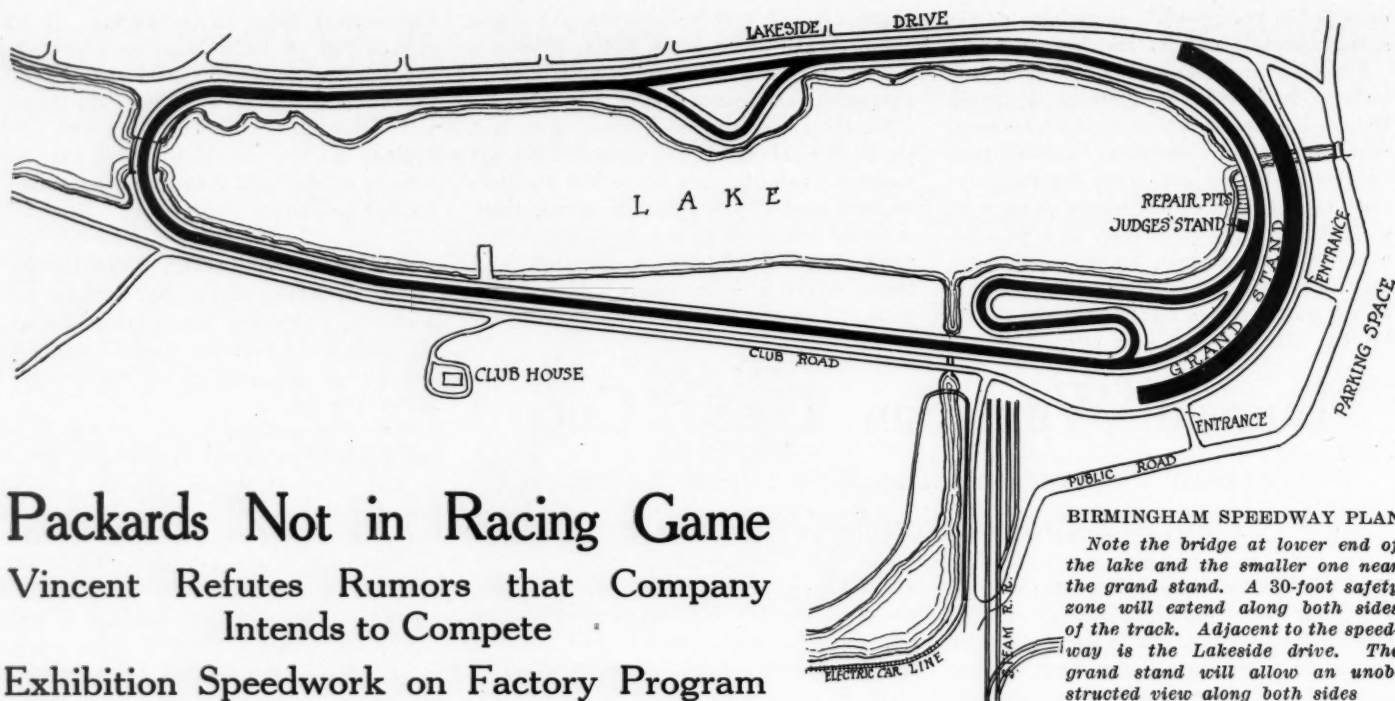 LAKESIDE DRIVE
LAKE
REPAIR PITS
JUDGES' STAND
GRAND STAND
ENTRANCE
PARKING SPACE
CLUB ROAD
CLUB HOUSE
ENTRANCE
PUBLIC ROAD
ELECTRIC CAR LINE
STEAM R. R.
Packards Not in Racing Game
Vincent Refutes Rumors that Company
Intends to Compete
Exhibition Speedwork on Factory Program
BIRMINGHAM SPEEDWAY PLAN
Note the bridge at lower end of
the lake and the smaller one near
the grand stand. A 30-foot safety
zone will extend along both sides
of the track. Adjacent to the speed-
way is the Lakeside drive. The
grand stand will allow an unob-
structed view along both sides